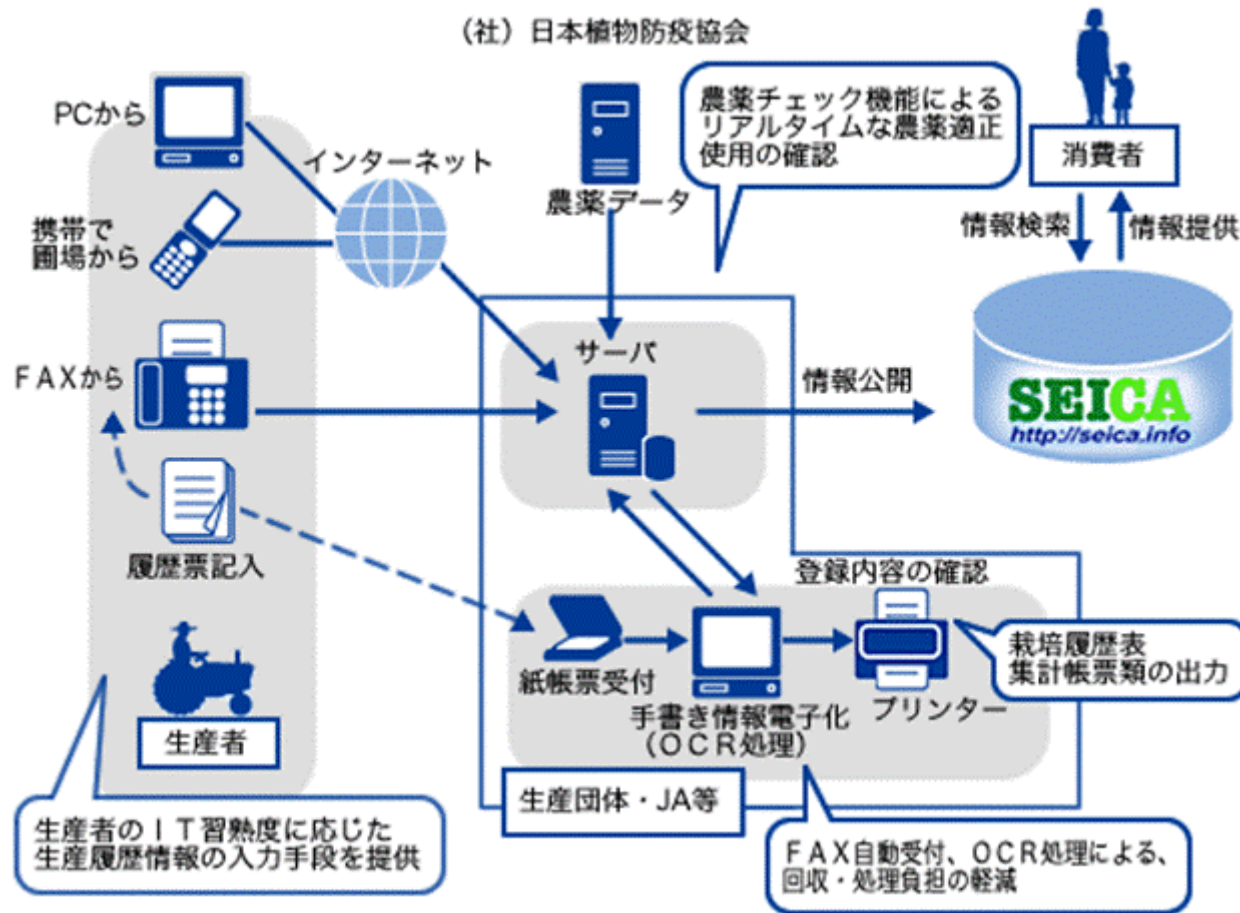 （社）日本植物防疫協会
PCから
インターネット
携帯で
圃場から
FAXから
履歴票記入
生産者
生産者のIT習熟度に応じた
生産履歴情報の入力手段を提供
農薬データ
農薬チェック機能による
リアルタイムな農薬適正
使用の確認
消費者
情報検索
情報提供
サーバ
情報公開
SEICA
http://seica.info
登録内容の確認
紙帳票受付
手書き情報電子化
（OCR処理）
プリンター
栽培履歴表
集計帳票類の出力
生産団体・JA等
FAX自動受付、OCR処理による、
回収・処理負担の軽減